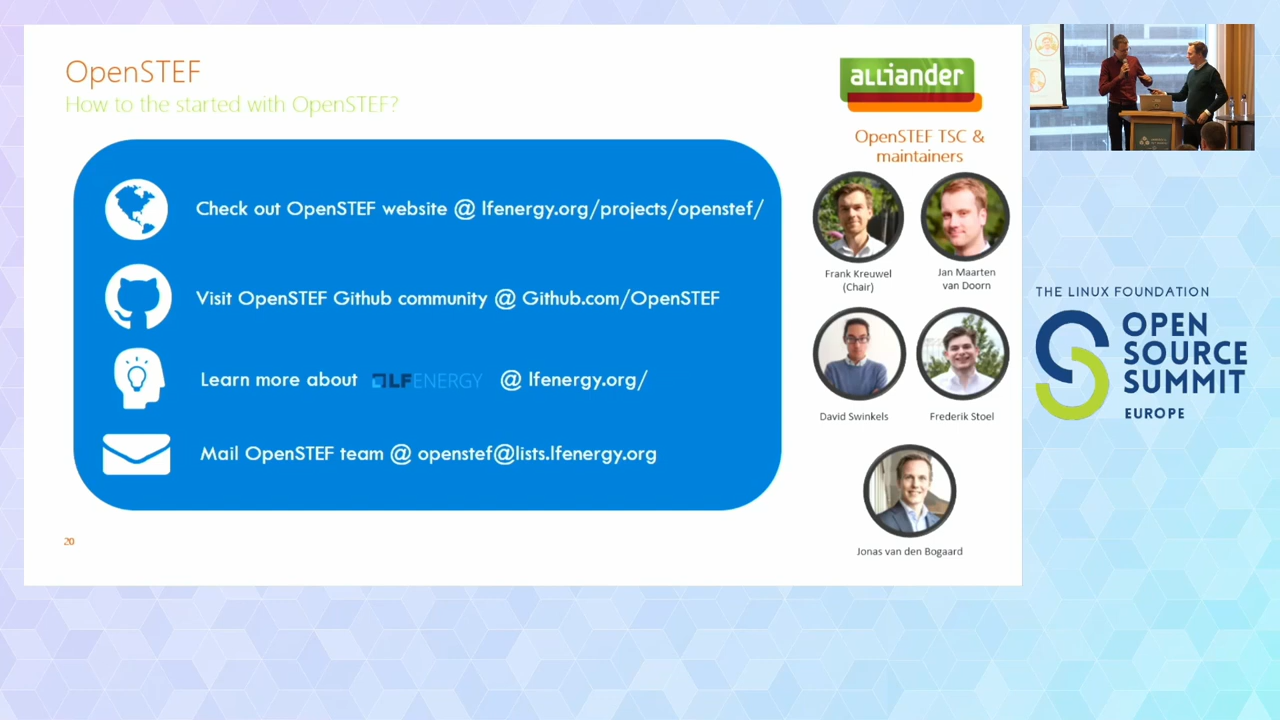 OpenSTEF
How to the started with OpenSTEF?
Check out OpenSTEF website @ lfenergy.org/projects/openstef/
Visit OpenSTEF Github community @ Github.com/OpenSTEF
Learn more about LFENERGY @ lfenergy.org/
Mail OpenSTEF team @ openstef@lists.lfenergy.org
20
alliander
OpenSTEF TSC &
maintainers
Frank Kreuwel
(Chair)
Jan Maarten
van Doorn
David Swinkels
Frederik Stoel
Jonas van den Bogaard
THE LINUX FOUNDATION
OPEN
SOURCE
SUMMIT
EUROPE